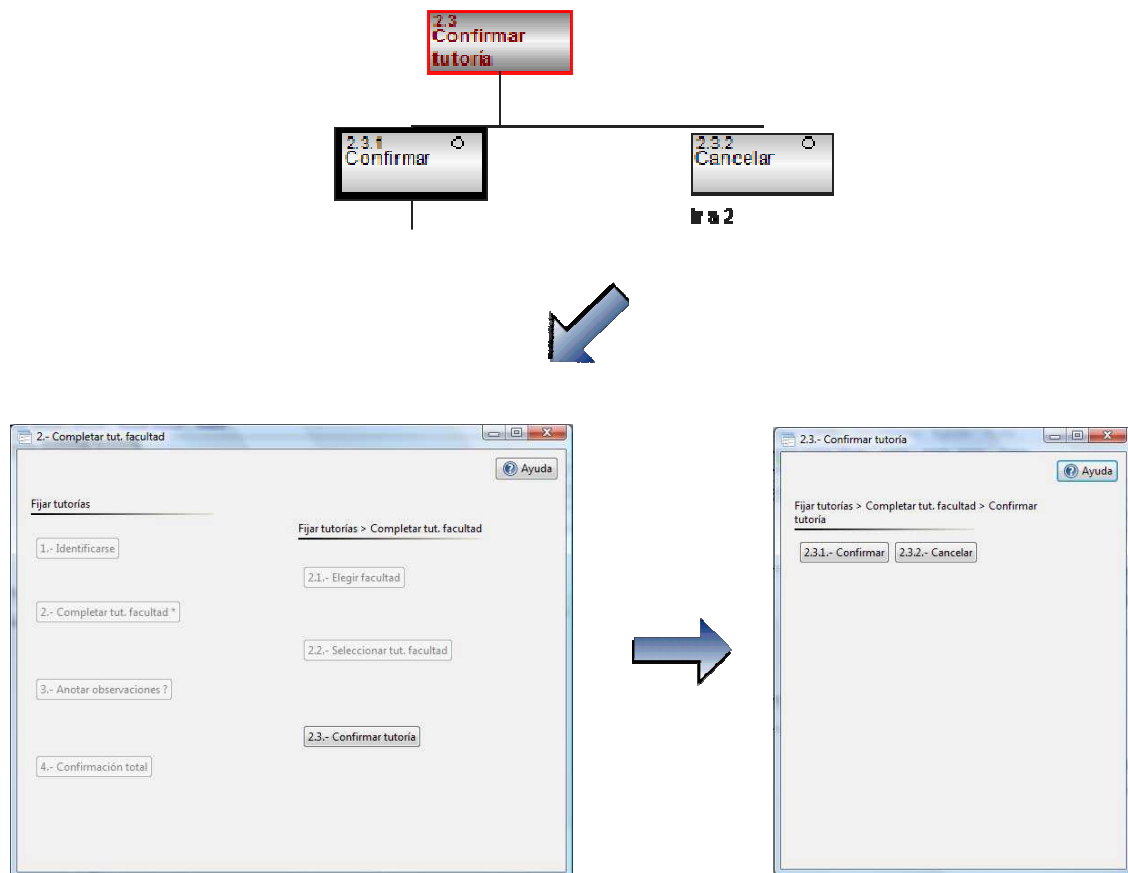 2.3
Confirmar
tutoría
2.3.1
Confirmar
2.3.2
Cancelar
Ir a 2
2.- Completar tut. facultad
Ayuda
Fijar tutorías
Fijar tutorías > Completar tut. facultad
1.- Identificarse
2.1.- Elegir facultad
2.- Completar tut. facultad *
2.2.- Seleccionar tut. facultad
3.- Anotar observaciones ?
2.3.- Confirmar tutoría
4.- Confirmación total
2.3.- Confirmar tutoría
Ayuda
Fijar tutorías > Completar tut. facultad > Confirmar
tutoría
2.3.1.- Confirmar 2.3.2.- Cancelar